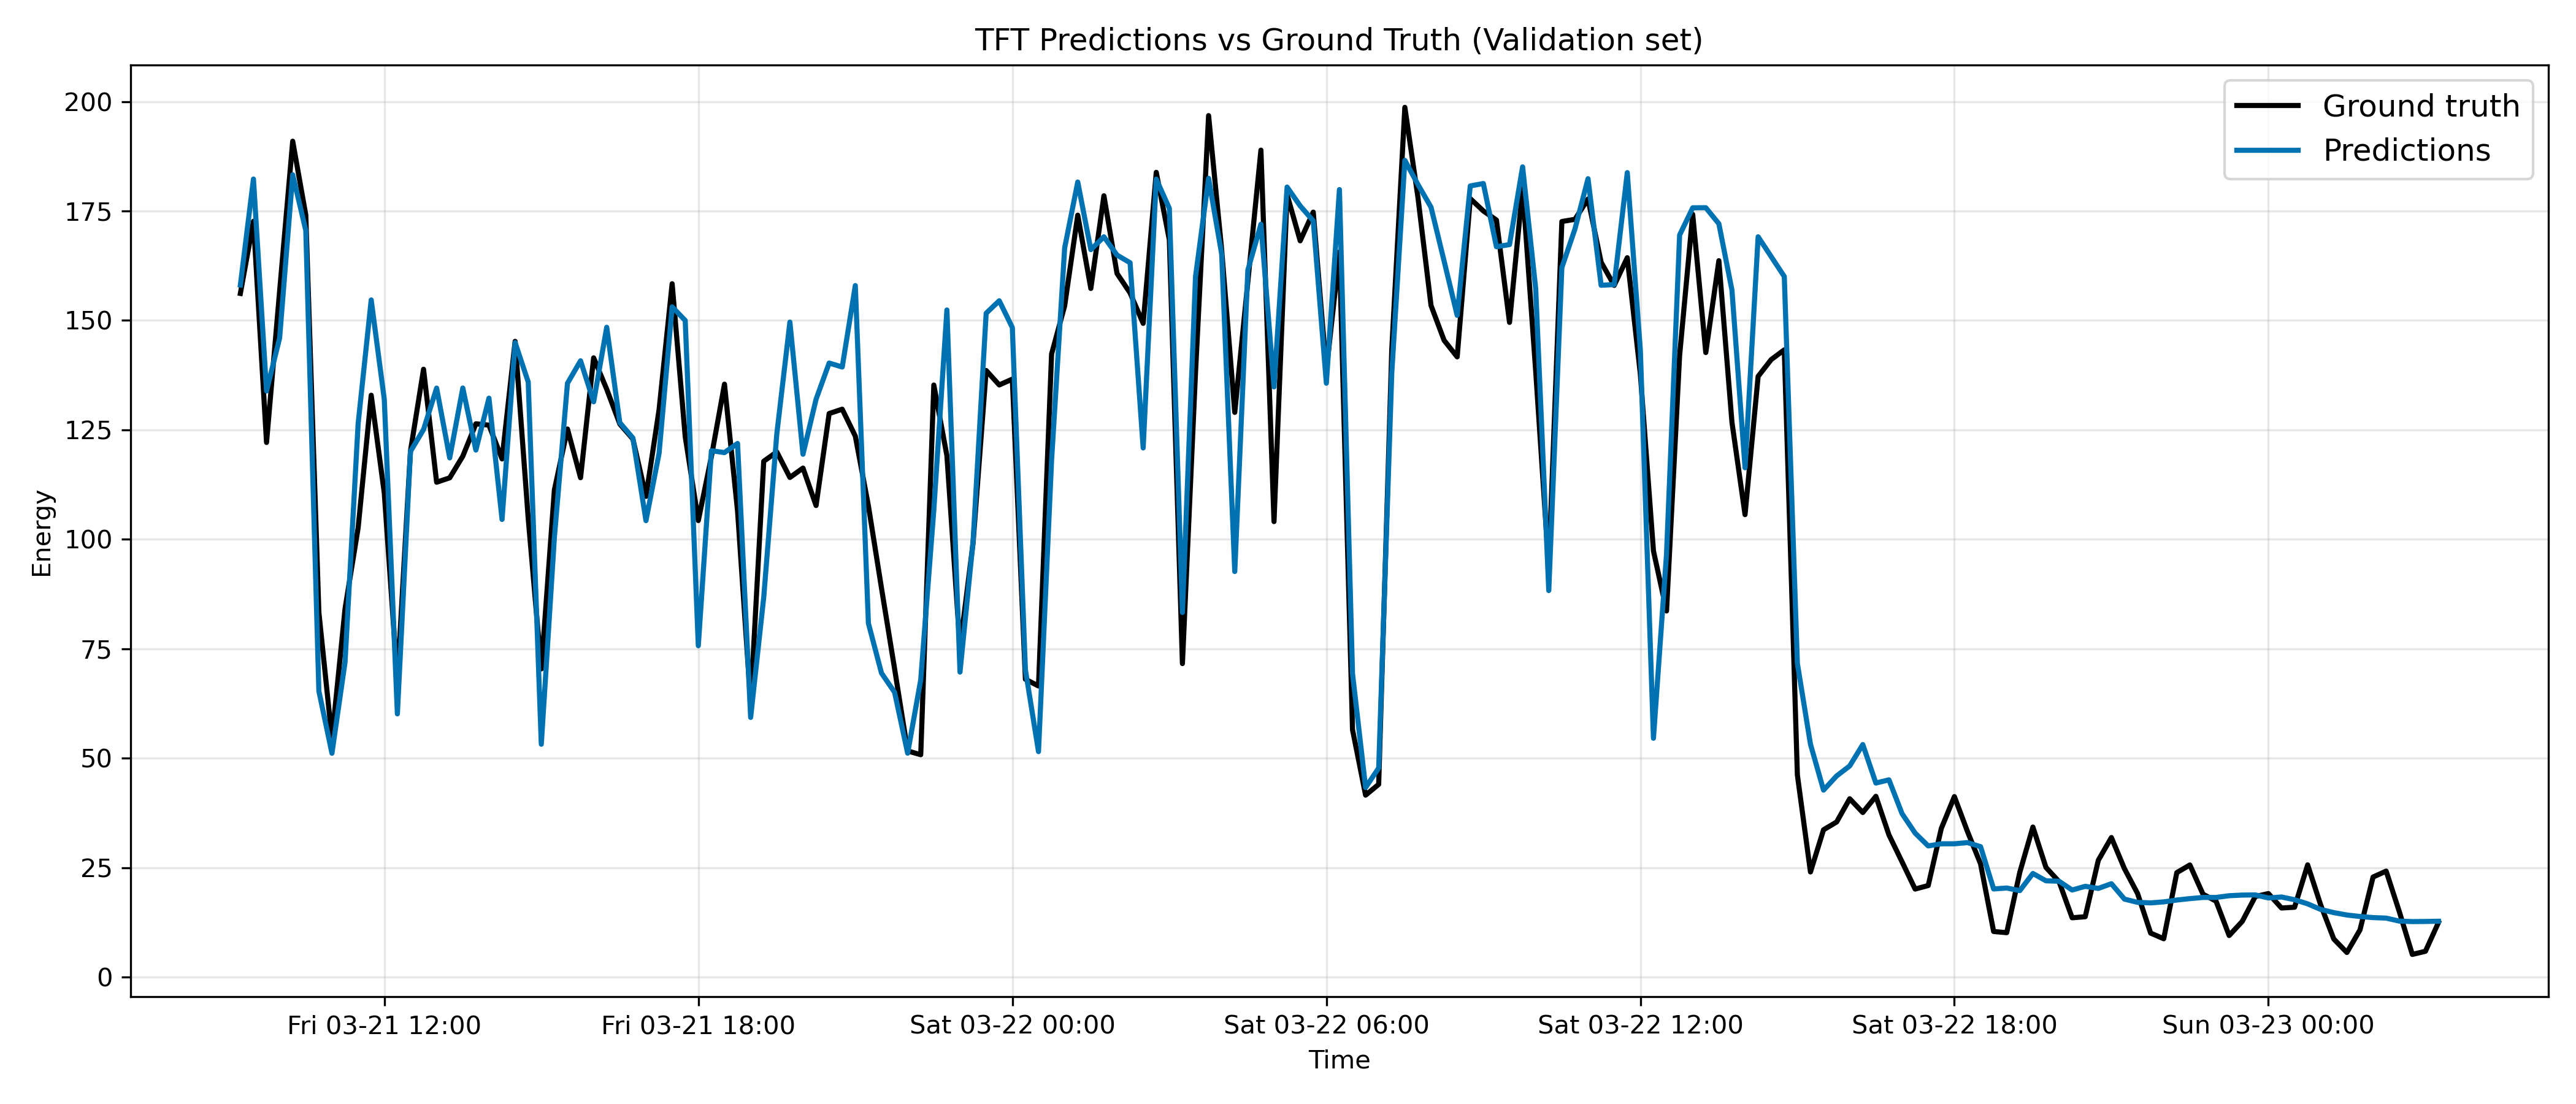 TFT Predictions vs Ground Truth (Validation set)
Ground truth
Predictions
200
175
150
125
100
75
50
25
0
Energy
Fri 03-21 12:00
Fri 03-21 18:00
Sat 03-22 00:00
Sat 03-22 06:00
Sat 03-22 12:00
Sat 03-22 18:00
Sun 03-23 00:00
Time